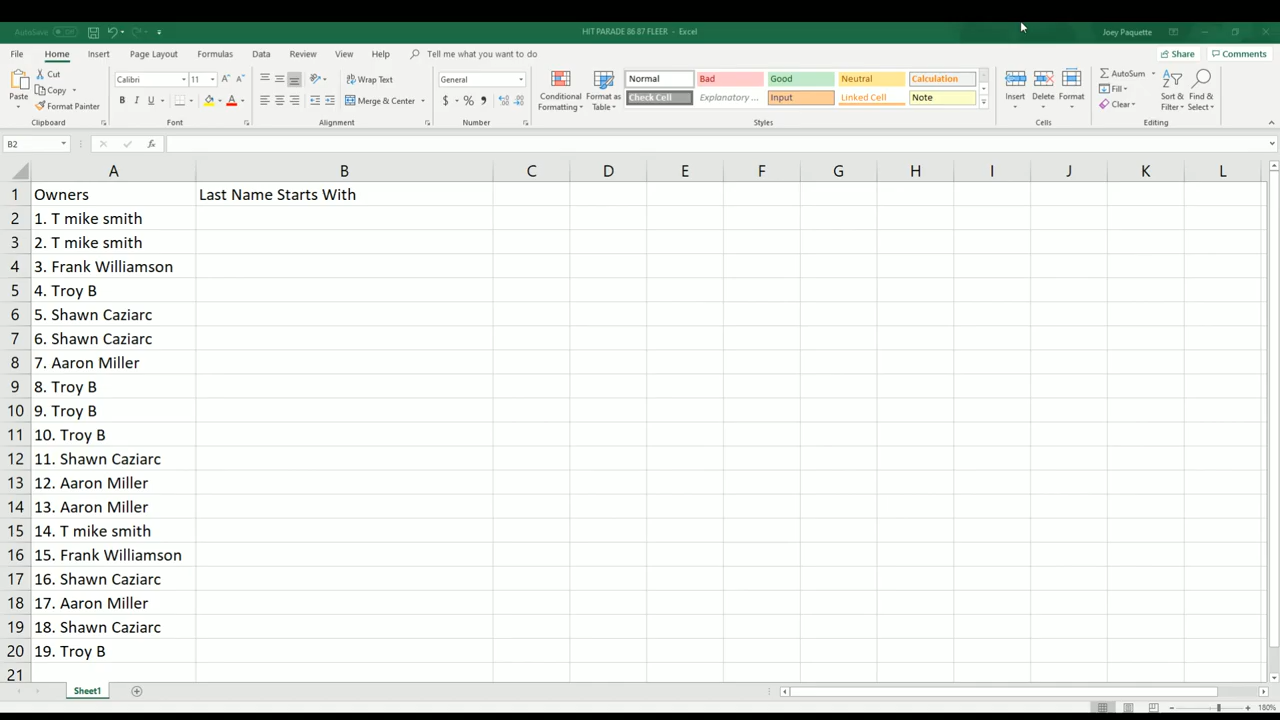 AutoSave Off HIT PARADE 86 87 FLEER - Excel Joey Paquette
File Home Insert Page Layout Formulas Data Review View Help Tell me what you want to do Share Comments
Paste Cut Copy Format Painter Clipboard
Calibri 11 B I U Font
Wrap Text Merge & Center Alignment
General $ % Number
Conditional Formatting Format as Table
Normal Bad Good Neutral Calculation
Check Cell Explanatory ... Input Linked Cell Note
Styles
Insert Delete Format Cells
AutoSum Fill Clear Sort & Filter Find & Select Editing
B2 fx
A B C D E F G H I J K L
1 Owners Last Name Starts With
2 1. T mike smith
3 2. T mike smith
4 3. Frank Williamson
5 4. Troy B
6 5. Shawn Caziarc
7 6. Shawn Caziarc
8 7. Aaron Miller
9 8. Troy B
10 9. Troy B
11 10. Troy B
12 11. Shawn Caziarc
13 12. Aaron Miller
14 13. Aaron Miller
15 14. T mike smith
16 15. Frank Williamson
17 16. Shawn Caziarc
18 17. Aaron Miller
19 18. Shawn Caziarc
20 19. Troy B
21
Sheet1
180%